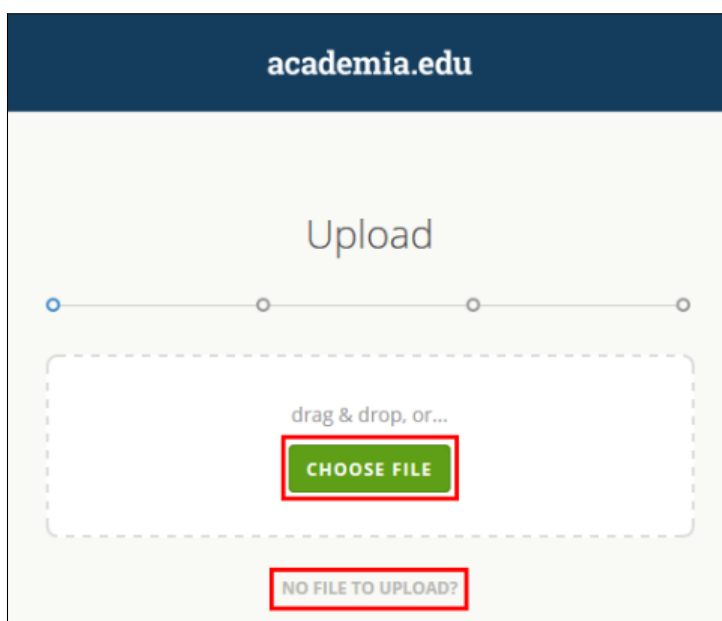 academia.edu
Upload
drag & drop, or...
CHOOSE FILE
NO FILE TO UPLOAD?